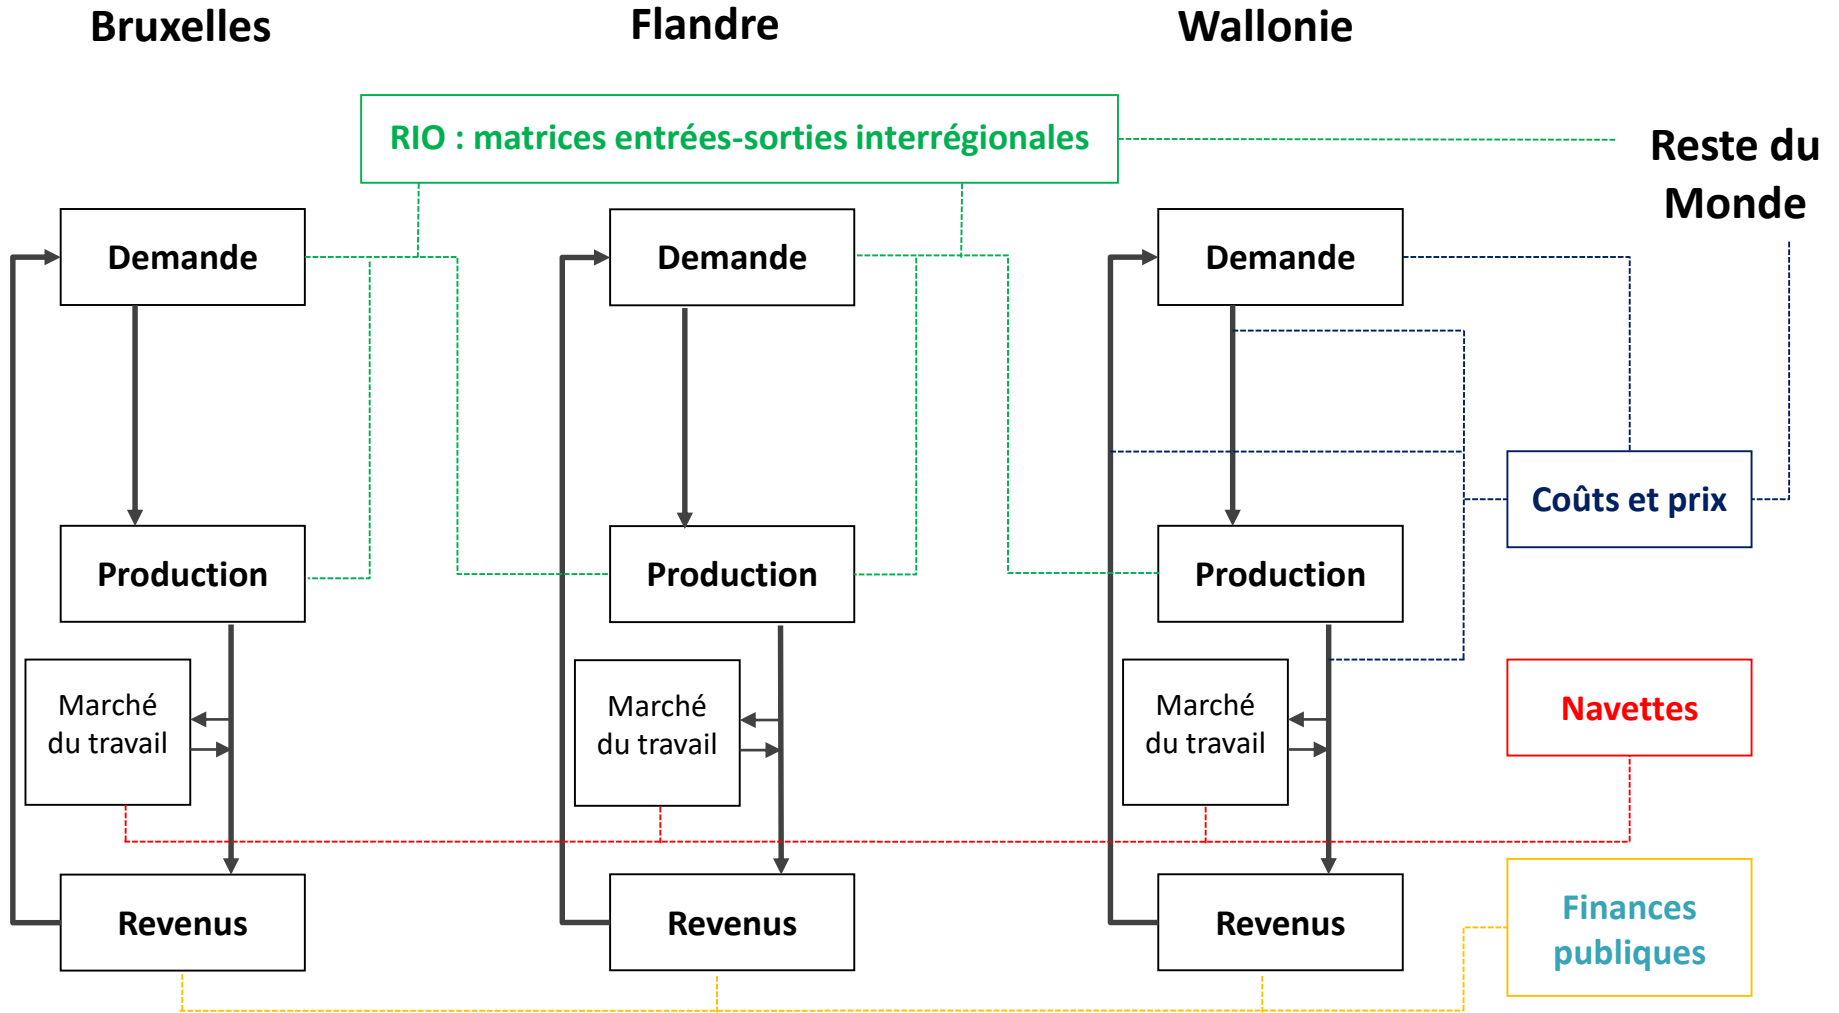 Bruxelles
Flandre
Wallonie
RIO : matrices entrées-sorties interrégionales
Reste du
Monde
Demande
Demande
Demande
Coûts et prix
Production
Production
Production
Marché
du travail
Marché
du travail
Marché
du travail
Navettes
Revenus
Revenus
Revenus
Finances
publiques